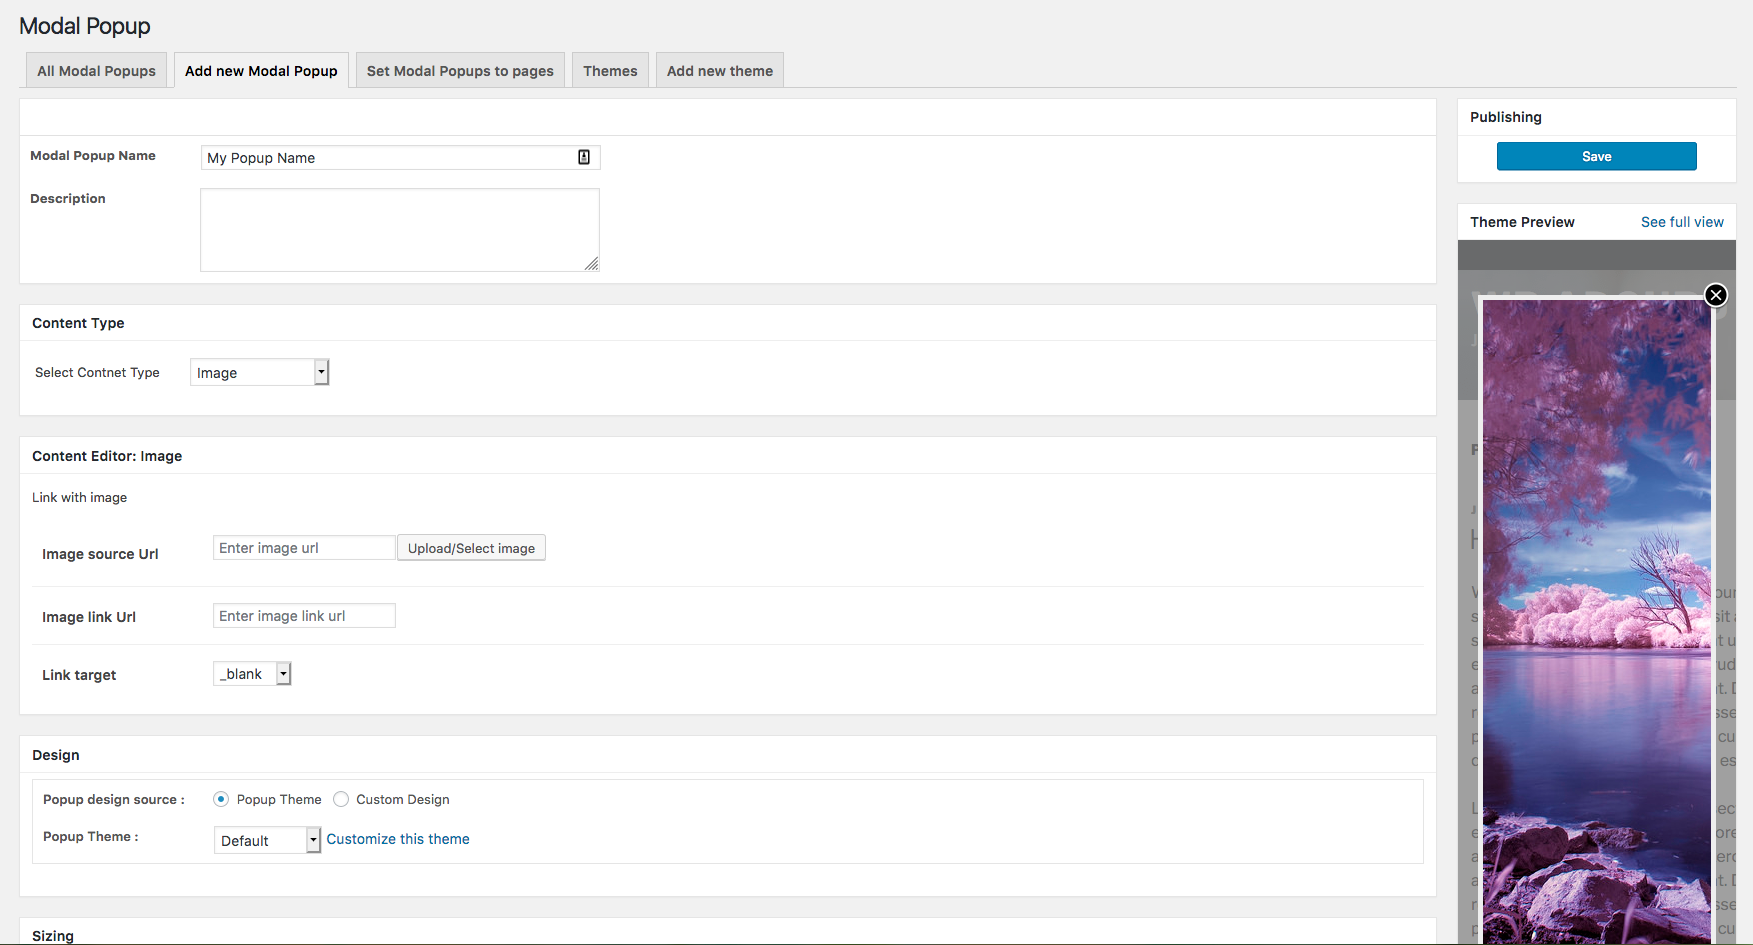 Modal Popup
All Modal Popups
Add new Modal Popup
Set Modal Popups to pages
Themes
Add new theme
Modal Popup Name
My Popup Name
Description
Content Type
Select Contnet Type
Image
Content Editor: Image
Link with image
Image source Url
Enter image url
Upload/Select image
Image link Url
Enter image link url
Link target
_blank
Design
Popup design source :
Popup Theme
Custom Design
Popup Theme :
Default
Customize this theme
Sizing
Publishing
Save
Theme Preview
See full view